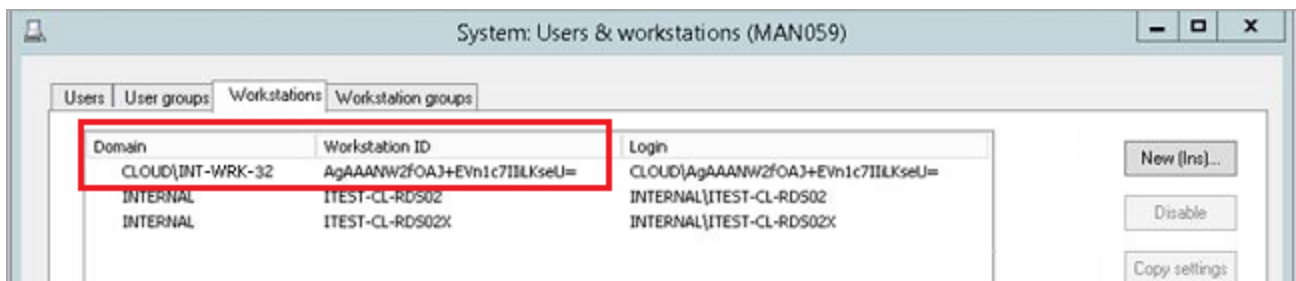 System: Users & workstations (MAN059)
Users User groups Workstations Workstation groups
Domain Workstation ID Login New (Ins)...
CLOUD\INT-WRK-32 AgAAANW2fOAJ+EVn1c7IIiLKseU= CLOUD\AgAAANW2fOAJ+EVn1c7IIiLKseU=
INTERNAL ITEST-CL-RDS02 INTERNAL\ITEST-CL-RDS02 Disable
INTERNAL ITEST-CL-RDS02X INTERNAL\ITEST-CL-RDS02X
Copy settings